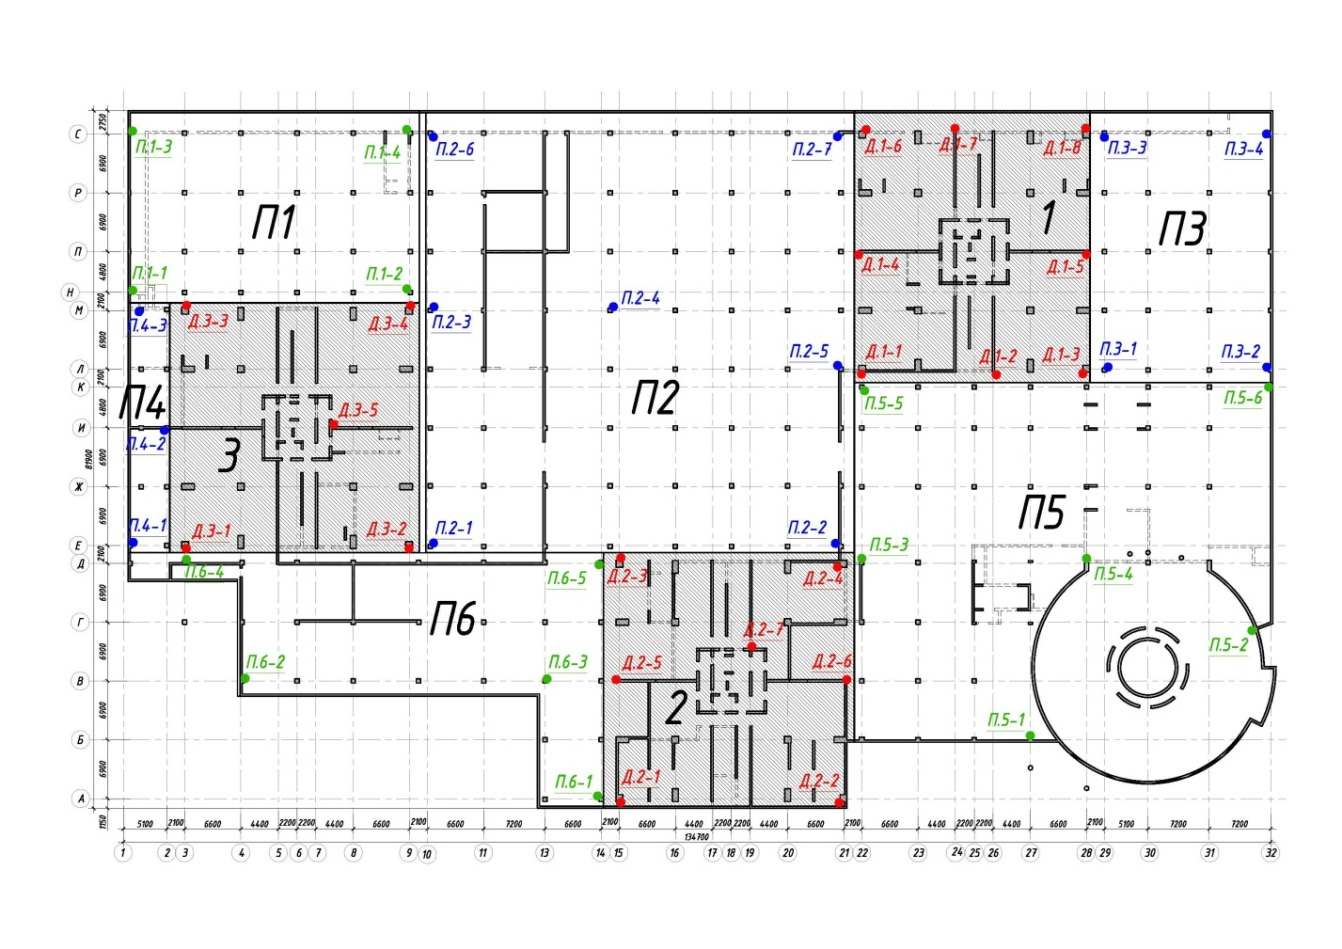 2750
С
П.1-3
П.1-4
П.2-6
П.2-7
Д.1-6
Д.1-7
Д.1-8
П.3-3
П.3-4
6900
Р
6900
П1
1
П3
П
4800
П.1-1
П.1-2
Д.1-4
Д.1-5
Н
2100
М
П.4-3
Д.3-3
Д.3-4
П.2-3
П.2-4
6900
П.2-5
Д.1-1
Д.1-2
Д.1-3
П.3-1
П.3-2
Л
2100
К
4800
П4
Д.3-5
П2
П.5-5
П.5-6
И
П.4-2
3
81900
6900
Ж
П5
6900
П.4-1
Д.3-1
Д.3-2
П.2-1
П.2-2
Е
2100
П.5-3
Д
П.6-4
П.6-5
Д.2-3
Д.2-4
П.5-4
6900
Г
П6
Д.2-7
П.5-2
6900
П.6-2
П.6-3
Д.2-5
Д.2-6
В
2
6900
П.5-1
Б
6900
П.6-1
Д.2-1
Д.2-2
А
1150
5100 2100 6600 4400 2200 2200 4400 6600 2100 6600 7200 6600 2100 6600 4400 2200 2200 4400 6600 2100 6600 4400 2200 2200 4400 6600 2100 5100 7200 7200
134700
1 2 3 4 5 6 7 8 9 10 11 13 14 15 16 17 18 19 20 21 22 23 24 25 26 27 28 29 30 31 32